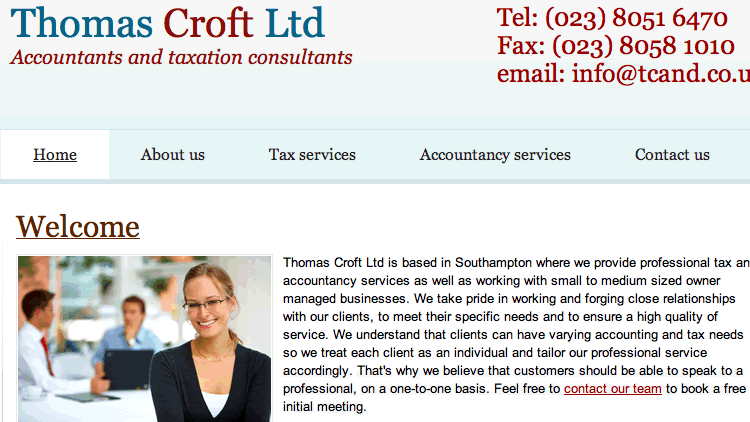 Thomas Croft Ltd
Accountants and taxation consultants
Tel: (023) 8051 6470
Fax: (023) 8058 1010
email: info@tcand.co.u
Home About us Tax services Accountancy services Contact us
Welcome
Thomas Croft Ltd is based in Southampton where we provide professional tax an
accountancy services as well as working with small to medium sized owner
managed businesses. We take pride in working and forging close relationships
with our clients, to meet their specific needs and to ensure a high quality of
service. We understand that clients can have varying accounting and tax needs
so we treat each client as an individual and tailor our professional service
accordingly. That's why we believe that customers should be able to speak to a
professional, on a one-to-one basis. Feel free to contact our team to book a free
initial meeting.